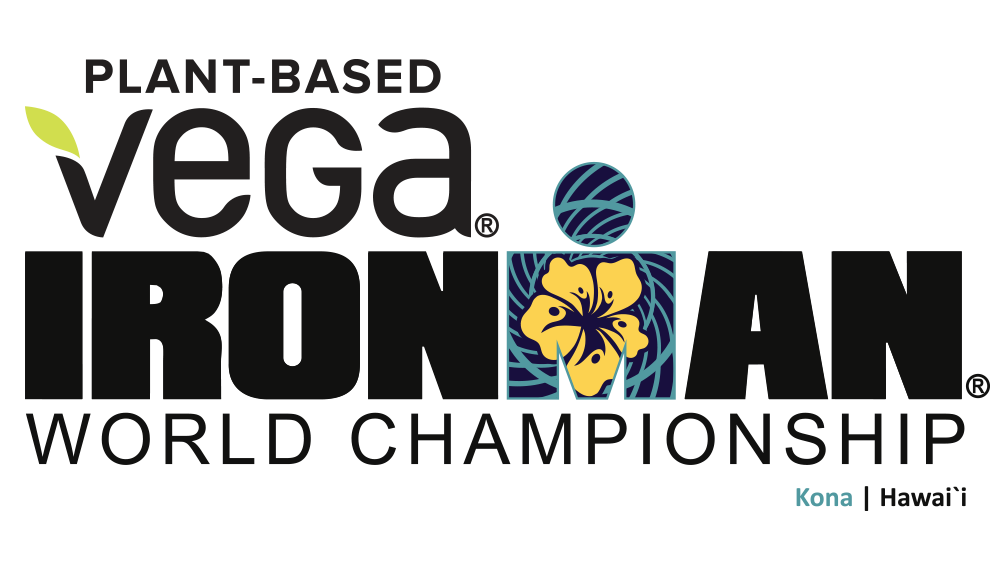 PLANT-BASED
vega®
IRONMAN®
WORLD CHAMPIONSHIP
Kona | Hawai`i